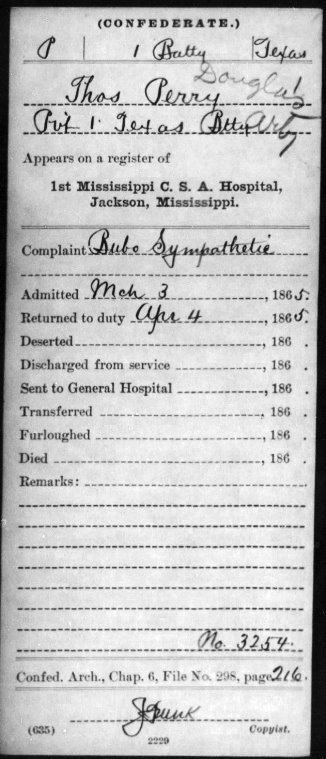 (CONFEDERATE.)
P 1 Batty Texas
Douglas'
Thos Perry
Pvt 1 Texas Btty Arty
Appears on a register of
1st Mississippi C. S. A. Hospital,
Jackson, Mississippi.
Complaint Bubo Sympathetic
Admitted Mch 3, 1865.
Returned to duty Apr 4, 1865.
Deserted, 186 .
Discharged from service, 186 .
Sent to General Hospital, 186 .
Transferred, 186 .
Furloughed, 186 .
Died, 186 .
Remarks:
No. 3254.
Confed. Arch., Chap. 6, File No. 298, page 216.
(635) Copyist.
2229